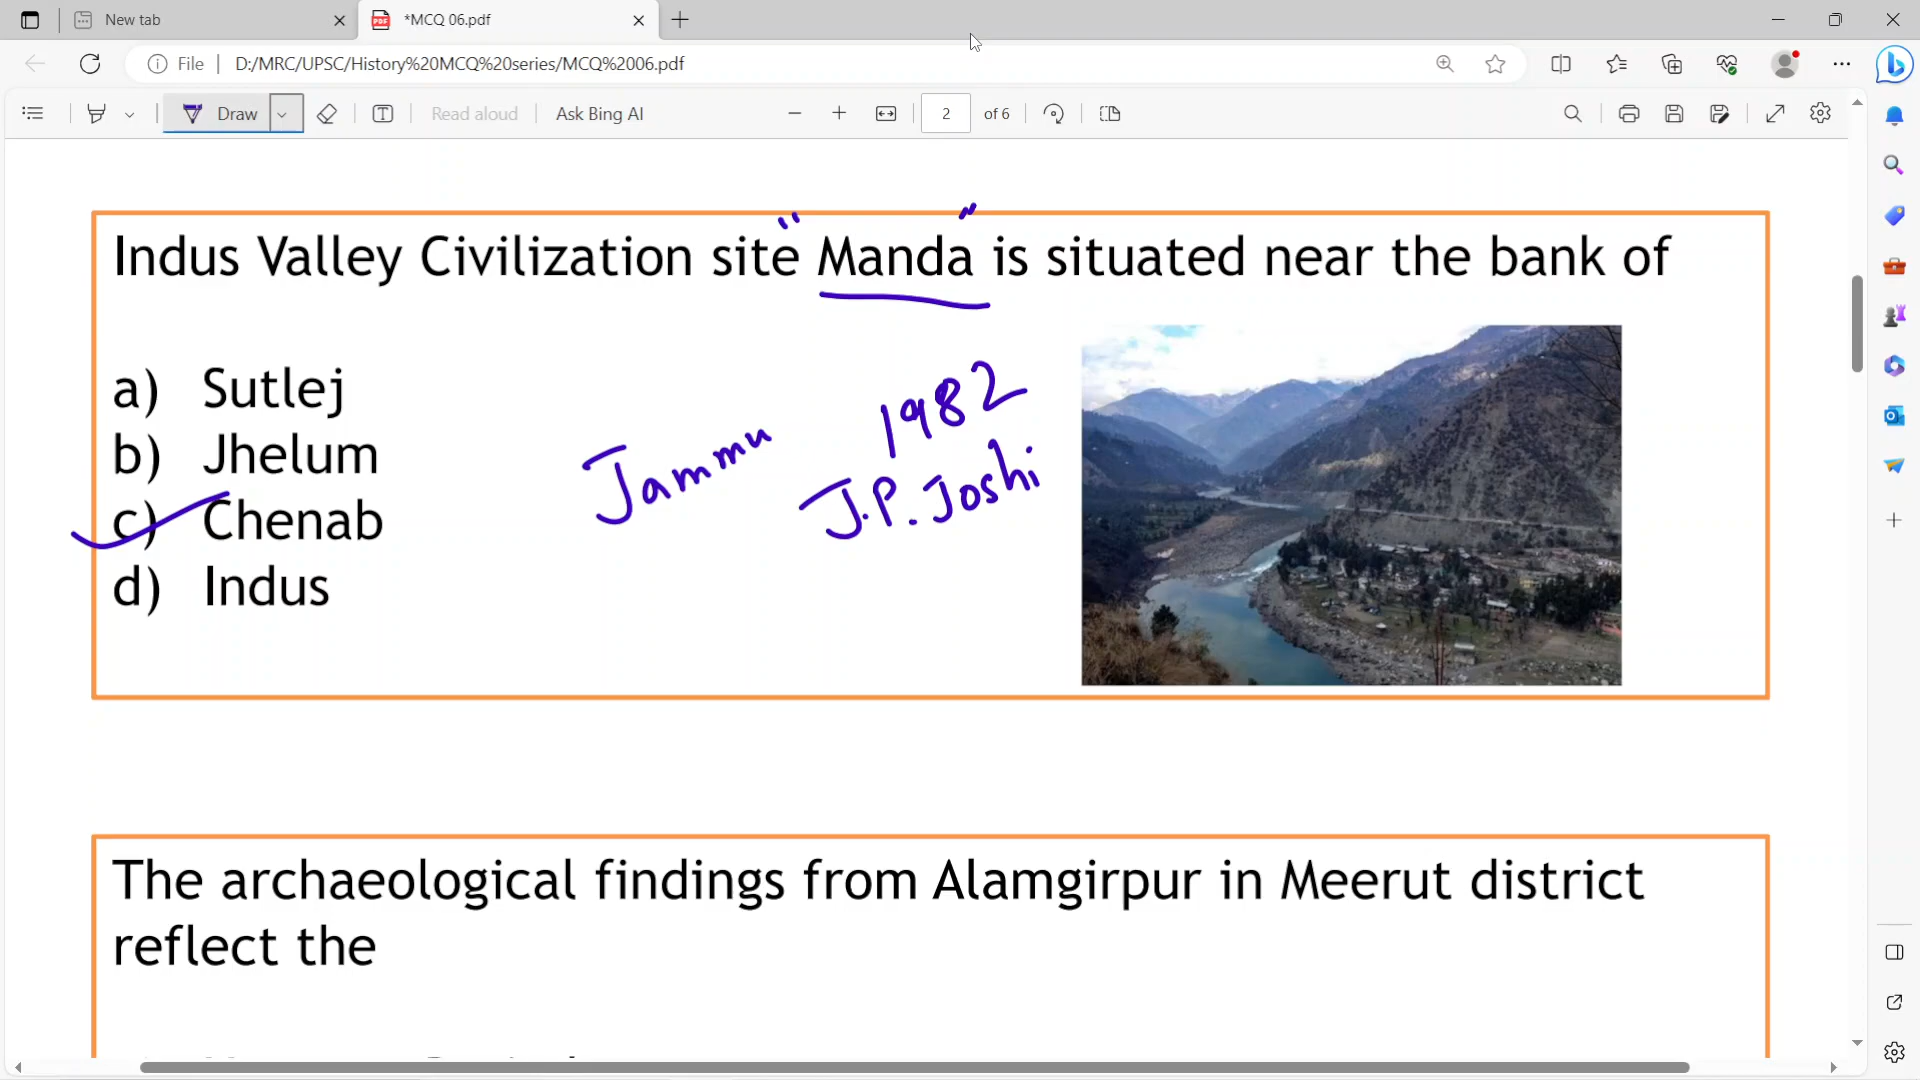 New tab
*MCQ 06.pdf
File
D:/MRC/UPSC/History%20MCQ%20series/MCQ%2006.pdf
Draw
Read aloud
Ask Bing AI
2
of 6
Indus Valley Civilization site " Manda " is situated near the bank of
a) Sutlej
b) Jhelum
c) Chenab
d) Indus
Jammu
1982
J.P. Joshi
The archaeological findings from Alamgirpur in Meerut district
reflect the